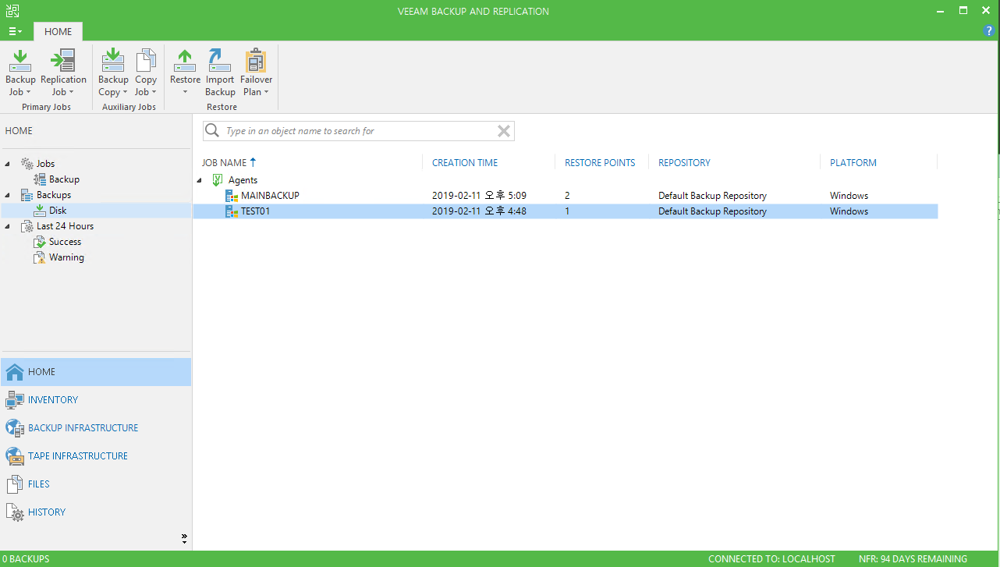 VEEAM BACKUP AND REPLICATION
HOME
Backup Job
Replication Job
Primary Jobs
Backup Copy
Copy Job
Auxiliary Jobs
Restore
Import Backup
Failover Plan
Restore
HOME
Jobs
Backup
Backups
Disk
Last 24 Hours
Success
Warning
HOME
INVENTORY
BACKUP INFRASTRUCTURE
TAPE INFRASTRUCTURE
FILES
HISTORY
Type in an object name to search for
JOB NAME CREATION TIME RESTORE POINTS REPOSITORY PLATFORM
Agents
MAINBACKUP 2019-02-11 오후 5:09 2 Default Backup Repository Windows
TEST01 2019-02-11 오후 4:48 1 Default Backup Repository Windows
0 BACKUPS CONNECTED TO: LOCALHOST NFR: 94 DAYS REMAINING